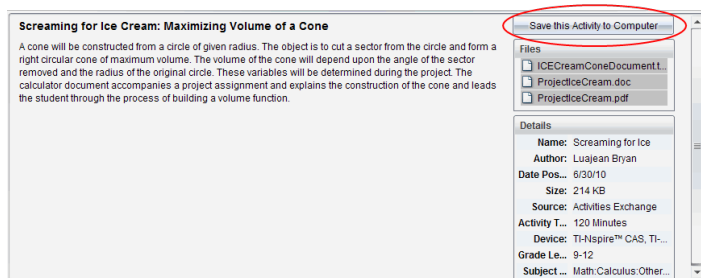 Screaming for Ice Cream: Maximizing Volume of a Cone
A cone will be constructed from a circle of given radius. The object is to cut a sector from the circle and form a
right circular cone of maximum volume. The volume of the cone will depend upon the angle of the sector
removed and the radius of the original circle. These variables will be determined during the project. The
calculator document accompanies a project assignment and explains the construction of the cone and leads
the student through the process of building a volume function.
Save this Activity to Computer
Files
ICECreamConeDocument.t...
ProjectIceCream.doc
ProjectIceCream.pdf
Details
Name: Screaming for Ice
Author: Luajean Bryan
Date Pos... 6/30/10
Size: 214 KB
Source: Activities Exchange
Activity T... 120 Minutes
Device: TI-Nspire™ CAS, TI-...
Grade Le... 9-12
Subject ... Math:Calculus:Other...